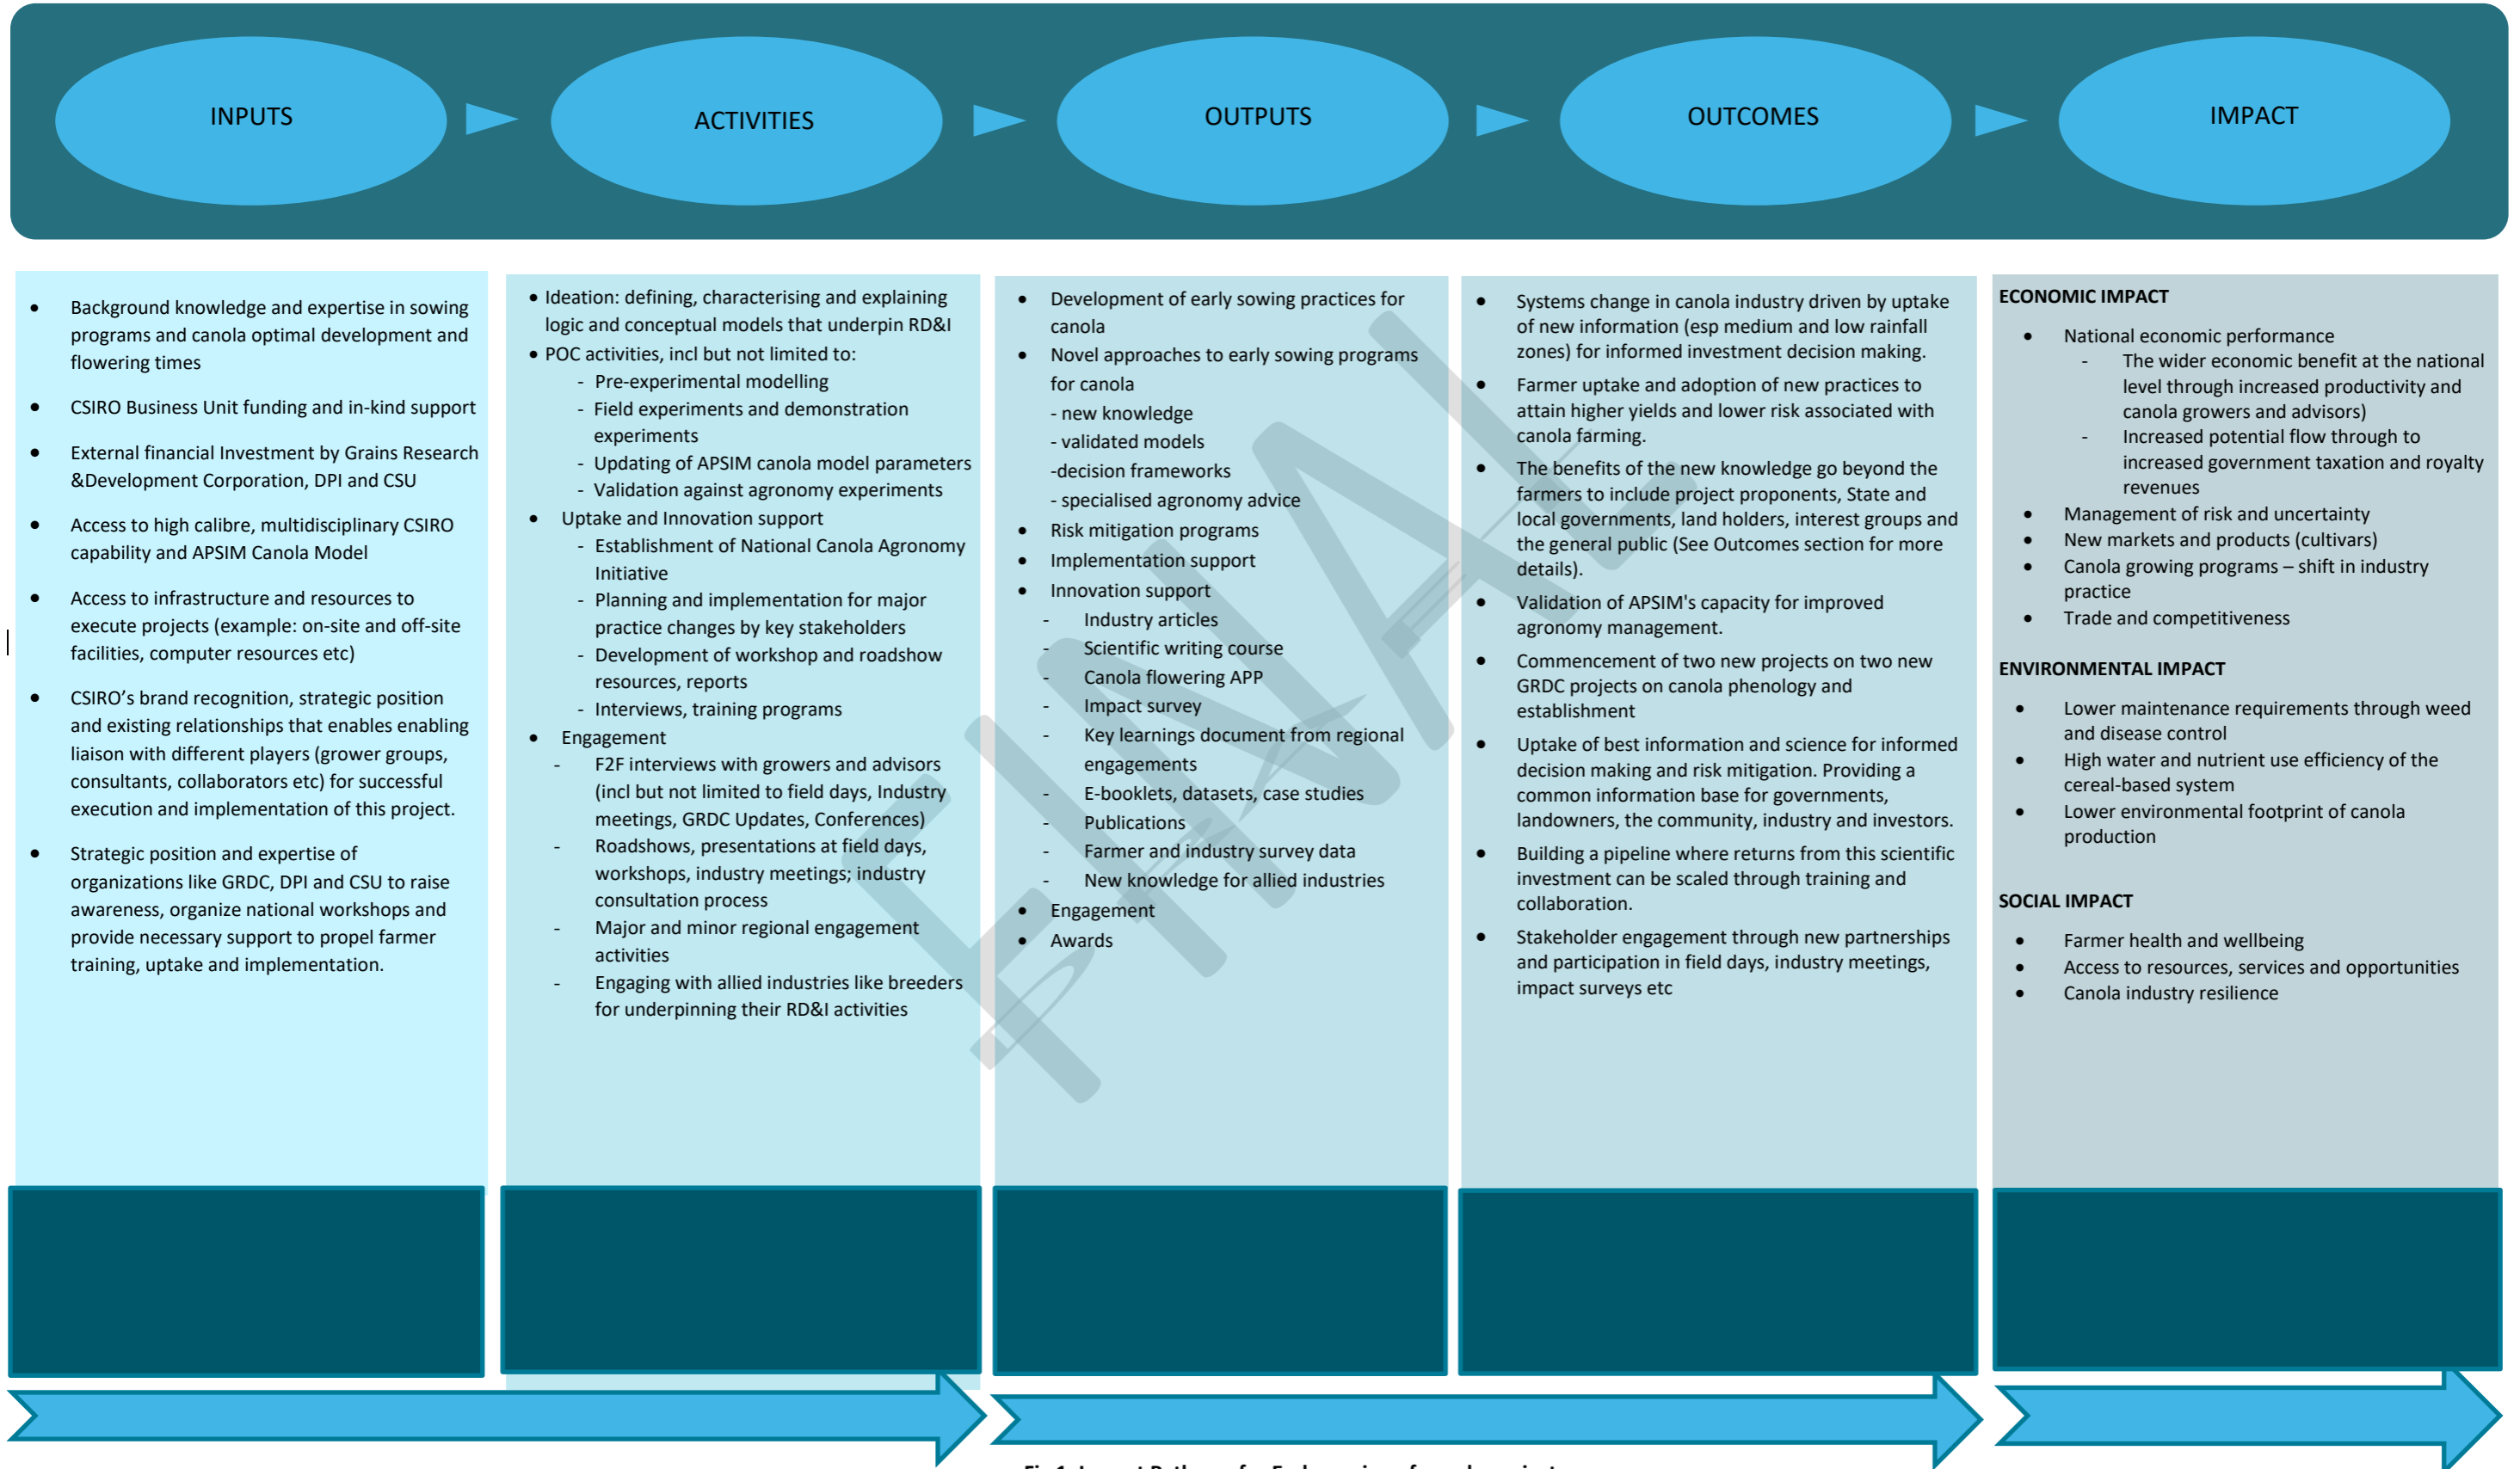 INPUTS
ACTIVITIES
OUTPUTS
OUTCOMES
IMPACT
• Background knowledge and expertise in sowing
programs and canola optimal development and
flowering times
• CSIRO Business Unit funding and in-kind support
• External financial Investment by Grains Research
&Development Corporation, DPI and CSU
• Access to high calibre, multidisciplinary CSIRO
capability and APSIM Canola Model
• Access to infrastructure and resources to
execute projects (example: on-site and off-site
facilities, computer resources etc)
• CSIRO’s brand recognition, strategic position
and existing relationships that enables enabling
liaison with different players (grower groups,
consultants, collaborators etc) for successful
execution and implementation of this project.
• Strategic position and expertise of
organizations like GRDC, DPI and CSU to raise
awareness, organize national workshops and
provide necessary support to propel farmer
training, uptake and implementation.
• Ideation: defining, characterising and explaining
logic and conceptual models that underpin RD&I
• POC activities, incl but not limited to:
- Pre-experimental modelling
- Field experiments and demonstration
experiments
- Updating of APSIM canola model parameters
- Validation against agronomy experiments
• Uptake and Innovation support
- Establishment of National Canola Agronomy
Initiative
- Planning and implementation for major
practice changes by key stakeholders
- Development of workshop and roadshow
resources, reports
- Interviews, training programs
• Engagement
- F2F interviews with growers and advisors
(incl but not limited to field days, Industry
meetings, GRDC Updates, Conferences)
- Roadshows, presentations at field days,
workshops, industry meetings; industry
consultation process
- Major and minor regional engagement
activities
- Engaging with allied industries like breeders
for underpinning their RD&I activities
• Development of early sowing practices for
canola
• Novel approaches to early sowing programs
for canola
- new knowledge
- validated models
-decision frameworks
- specialised agronomy advice
• Risk mitigation programs
• Implementation support
• Innovation support
- Industry articles
- Scientific writing course
- Canola flowering APP
- Impact survey
- Key learnings document from regional
engagements
- E-booklets, datasets, case studies
- Publications
- Farmer and industry survey data
- New knowledge for allied industries
• Engagement
• Awards
• Systems change in canola industry driven by uptake
of new information (esp medium and low rainfall
zones) for informed investment decision making.
• Farmer uptake and adoption of new practices to
attain higher yields and lower risk associated with
canola farming.
• The benefits of the new knowledge go beyond the
farmers to include project proponents, State and
local governments, land holders, interest groups and
the general public (See Outcomes section for more
details).
• Validation of APSIM's capacity for improved
agronomy management.
• Commencement of two new projects on two new
GRDC projects on canola phenology and
establishment
• Uptake of best information and science for informed
decision making and risk mitigation. Providing a
common information base for governments,
landowners, the community, industry and investors.
• Building a pipeline where returns from this scientific
investment can be scaled through training and
collaboration.
• Stakeholder engagement through new partnerships
and participation in field days, industry meetings,
impact surveys etc
ECONOMIC IMPACT
• National economic performance
- The wider economic benefit at the national
level through increased productivity and
canola growers and advisors)
- Increased potential flow through to
increased government taxation and royalty
revenues
• Management of risk and uncertainty
• New markets and products (cultivars)
• Canola growing programs – shift in industry
practice
• Trade and competitiveness
ENVIRONMENTAL IMPACT
• Lower maintenance requirements through weed
and disease control
• High water and nutrient use efficiency of the
cereal-based system
• Lower environmental footprint of canola
production
SOCIAL IMPACT
• Farmer health and wellbeing
• Access to resources, services and opportunities
• Canola industry resilience
FINAL